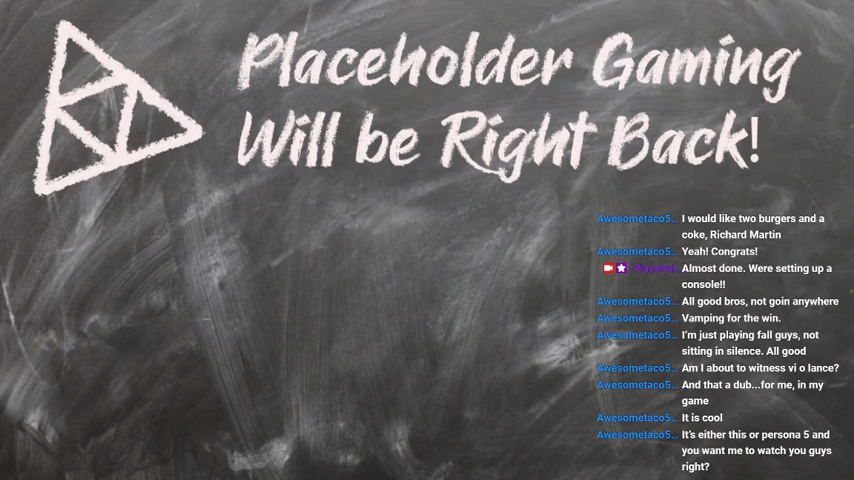 Placeholder Gaming
Will be Right Back!
Awesometaco5... I would like two burgers and a
coke, Richard Martin
Awesometaco5... Yeah! Congrats!
Almost done. Were setting up a
console!!
Awesometaco5... All good bros, not goin anywhere
Awesometaco5... Vamping for the win.
Awesometaco5... I'm just playing fall guys, not
sitting in silence. All good
Awesometaco5... Am I about to witness vi o lance?
Awesometaco5... And that a dub...for me, in my
game
Awesometaco5... It is cool
Awesometaco5... It's either this or persona 5 and
you want me to watch you guys
right?